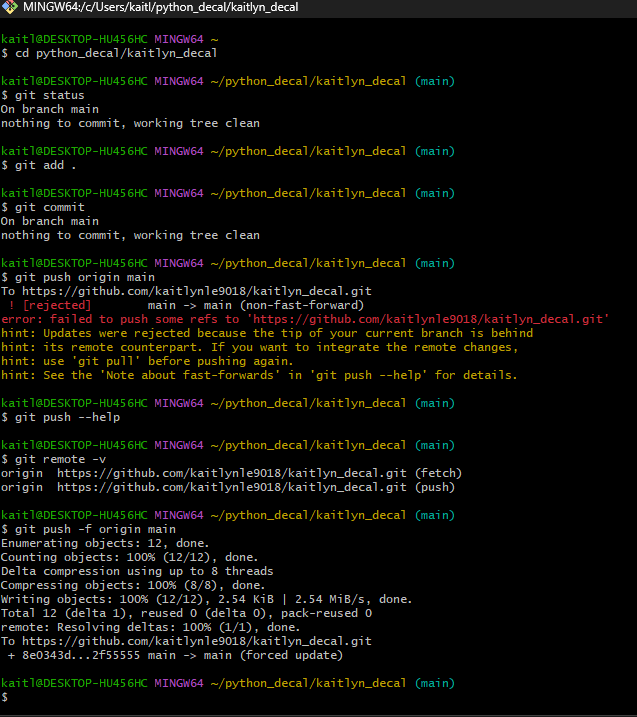 MINGW64:/c/Users/kaitl/python_decal/kaitlyn_decal
kaitl@DESKTOP-HU456HC MINGW64 ~
$ cd python_decal/kaitlyn_decal
kaitl@DESKTOP-HU456HC MINGW64 ~/python_decal/kaitlyn_decal (main)
$ git status
On branch main
nothing to commit, working tree clean
kaitl@DESKTOP-HU456HC MINGW64 ~/python_decal/kaitlyn_decal (main)
$ git add .
kaitl@DESKTOP-HU456HC MINGW64 ~/python_decal/kaitlyn_decal (main)
$ git commit
On branch main
nothing to commit, working tree clean
kaitl@DESKTOP-HU456HC MINGW64 ~/python_decal/kaitlyn_decal (main)
$ git push origin main
To https://github.com/kaitlynle9018/kaitlyn_decal.git
 ! [rejected]        main -> main (non-fast-forward)
error: failed to push some refs to 'https://github.com/kaitlynle9018/kaitlyn_decal.git'
hint: Updates were rejected because the tip of your current branch is behind
hint: its remote counterpart. If you want to integrate the remote changes,
hint: use 'git pull' before pushing again.
hint: See the 'Note about fast-forwards' in 'git push --help' for details.
kaitl@DESKTOP-HU456HC MINGW64 ~/python_decal/kaitlyn_decal (main)
$ git push --help
kaitl@DESKTOP-HU456HC MINGW64 ~/python_decal/kaitlyn_decal (main)
$ git remote -v
origin  https://github.com/kaitlynle9018/kaitlyn_decal.git (fetch)
origin  https://github.com/kaitlynle9018/kaitlyn_decal.git (push)
kaitl@DESKTOP-HU456HC MINGW64 ~/python_decal/kaitlyn_decal (main)
$ git push -f origin main
Enumerating objects: 12, done.
Counting objects: 100% (12/12), done.
Delta compression using up to 8 threads
Compressing objects: 100% (8/8), done.
Writing objects: 100% (12/12), 2.54 KiB | 2.54 MiB/s, done.
Total 12 (delta 1), reused 0 (delta 0), pack-reused 0
remote: Resolving deltas: 100% (1/1), done.
To https://github.com/kaitlynle9018/kaitlyn_decal.git
 + 8e0343d...2f55555 main -> main (forced update)
kaitl@DESKTOP-HU456HC MINGW64 ~/python_decal/kaitlyn_decal (main)
$